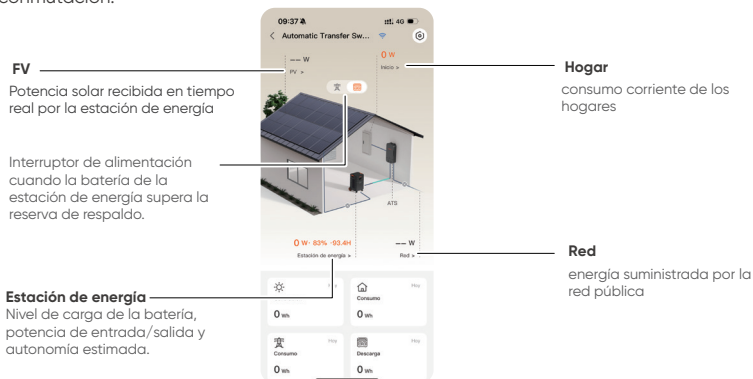 conmutación.
09:37
4G
Automatic Transfer Sw...
-- W
FV >
0 W
Inicio >
FV
Potencia solar recibida en tiempo
real por la estación de energía
Hogar
consumo corriente de los
hogares
Interruptor de alimentación
cuando la batería de la
estación de energía supera la
reserva de respaldo.
ATS
0 W· 83% ·93.4H
Estación de energía >
-- W
Red >
Red
energía suministrada por la
red pública
Estación de energía
Nivel de carga de la batería,
potencia de entrada/salida y
autonomía estimada.
Hoy
0 Wh
Hoy
Consumo
0 Wh
Hoy
Consumo
0 Wh
Hoy
Descarga
0 Wh